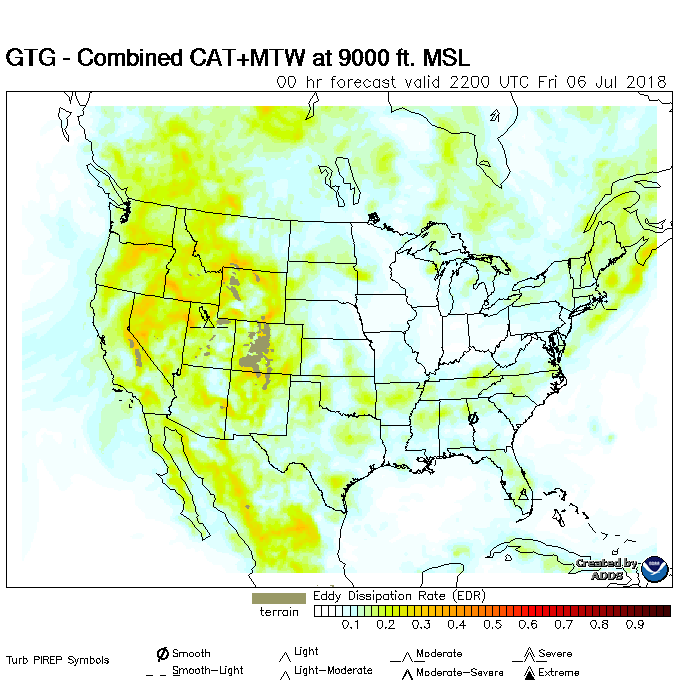 GTG - Combined CAT+MTW at 9000 ft. MSL
00 hr forecast valid 2200 UTC Fri 06 Jul 2018
Created by
ADDS
Eddy Dissipation Rate (EDR)
terrain
0.1 0.2 0.3 0.4 0.5 0.6 0.7 0.8 0.9
Turb PIREP Symbols
Smooth Light Moderate Severe
Smooth-Light Light-Moderate Moderate-Severe Extreme